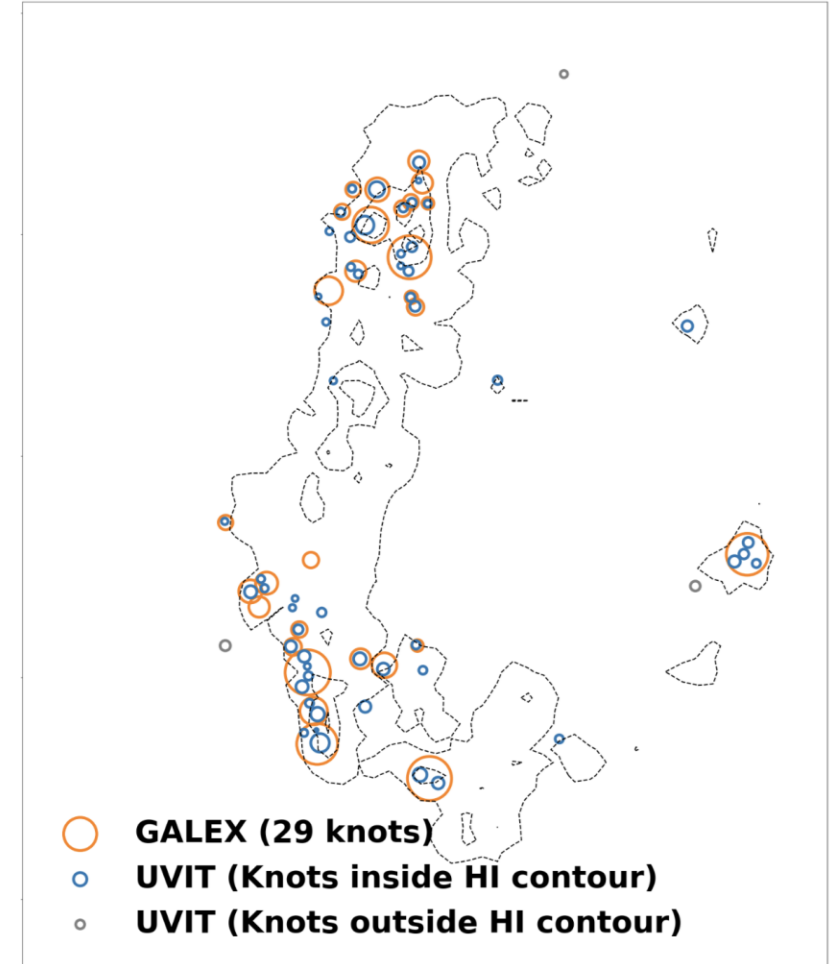 GALEX (29 knots)
UVIT (Knots inside HI contour)
UVIT (Knots outside HI contour)